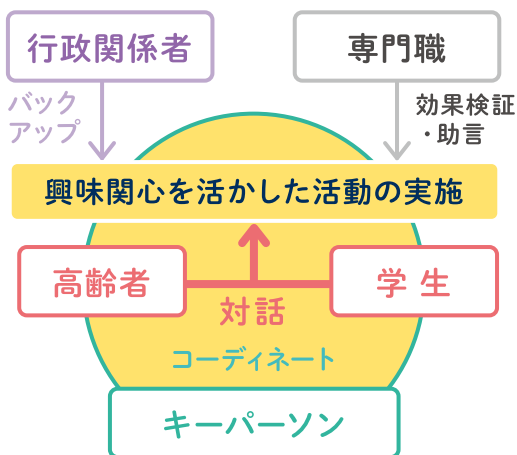 行政関係者
専門職
バック
アップ
効果検証
・助言
興味関心を活かした活動の実施
高齢者
学生
対話
コーディネート
キーパーソン